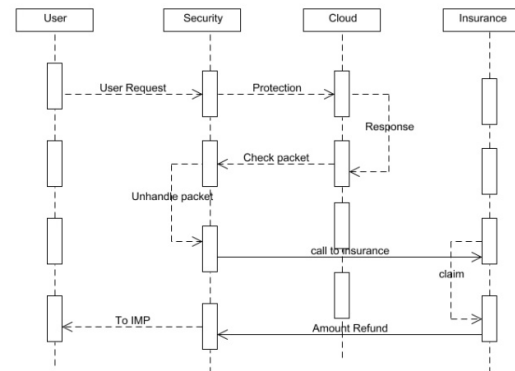 User
Security
Cloud
Insurance
User Request
Protection
Response
Check packet
Unhandle packet
call to insurance
claim
To IMP
Amount Refund